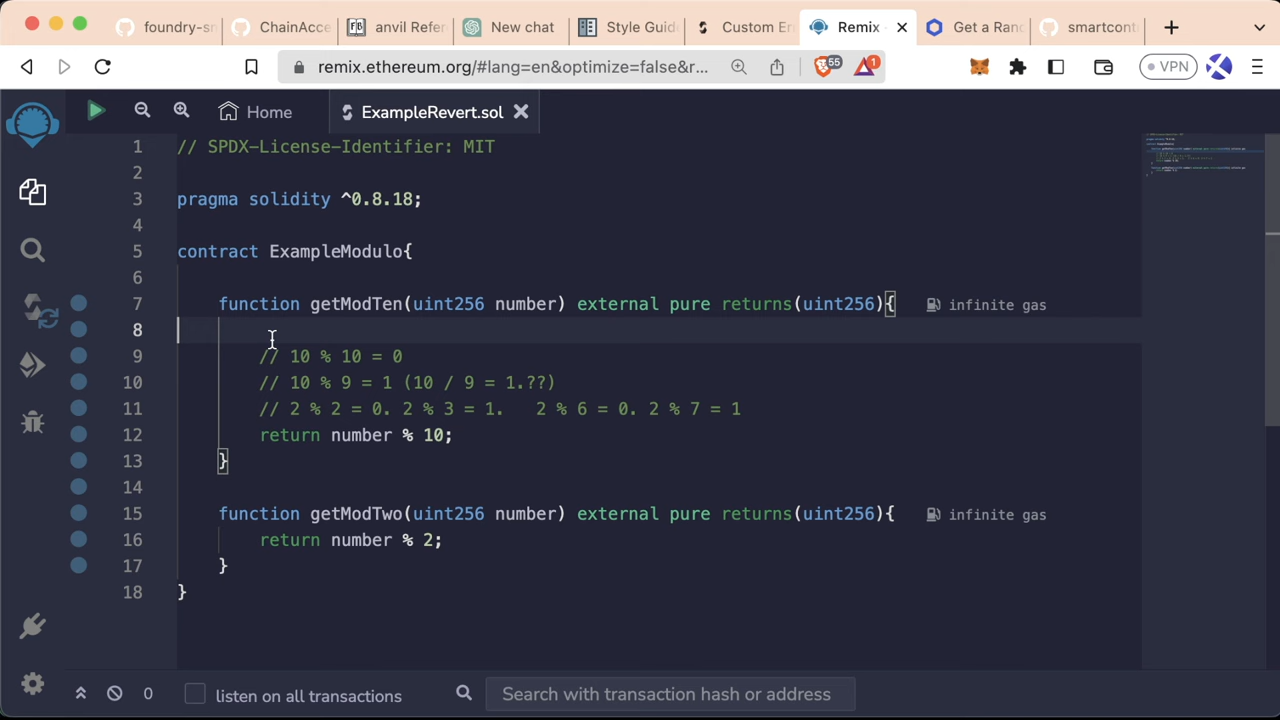 foundry-sm ChainAcce anvil Refer New chat Style Guid Custom Er Remix - Get a Ran smartcont
remix.ethereum.org/#lang=en&optimize=false&r... 55 1 VPN
Home ExampleRevert.sol
1 // SPDX-License-Identifier: MIT
2
3 pragma solidity ^0.8.18;
4
5 contract ExampleModulo{
6
7 function getModTen(uint256 number) external pure returns(uint256){ infinite gas
8
9 // 10 % 10 = 0
10 // 10 % 9 = 1 (10 / 9 = 1.??)
11 // 2 % 2 = 0. 2 % 3 = 1. 2 % 6 = 0. 2 % 7 = 1
12 return number % 10;
13 }
14
15 function getModTwo(uint256 number) external pure returns(uint256){ infinite gas
16 return number % 2;
17 }
18 }
0 listen on all transactions Search with transaction hash or address